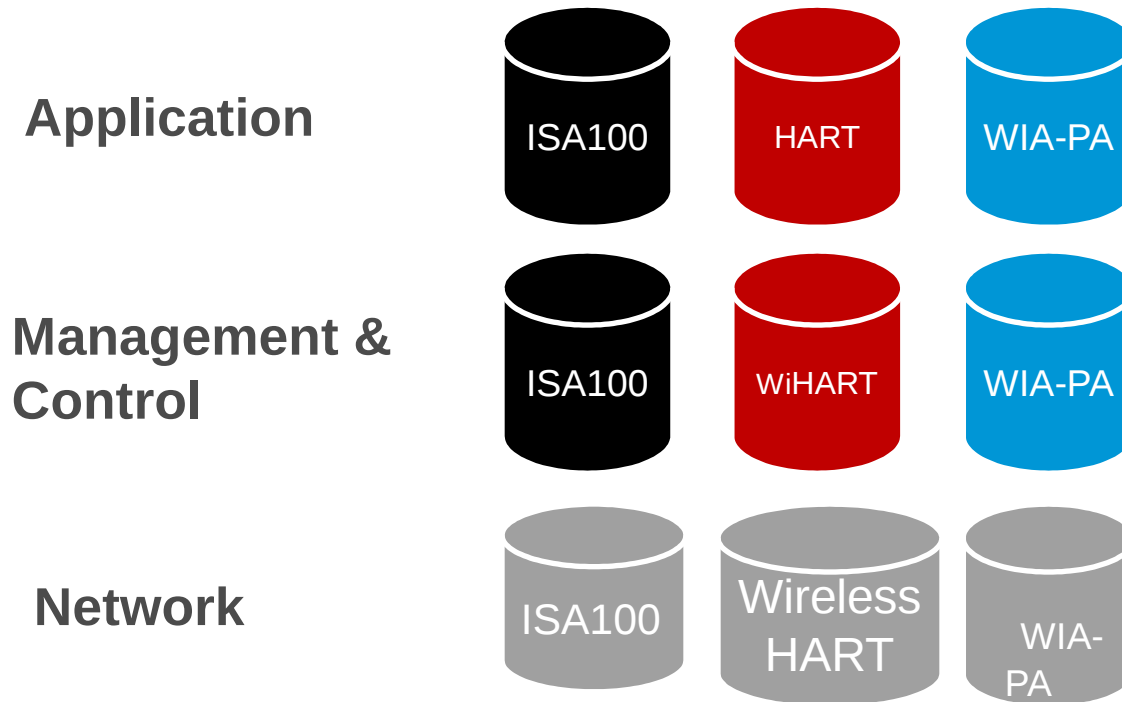 Application
ISA100
HART
WIA-PA
Management &
Control
ISA100
WiHART
WIA-PA
Network
ISA100
Wireless
HART
WIA-
PA